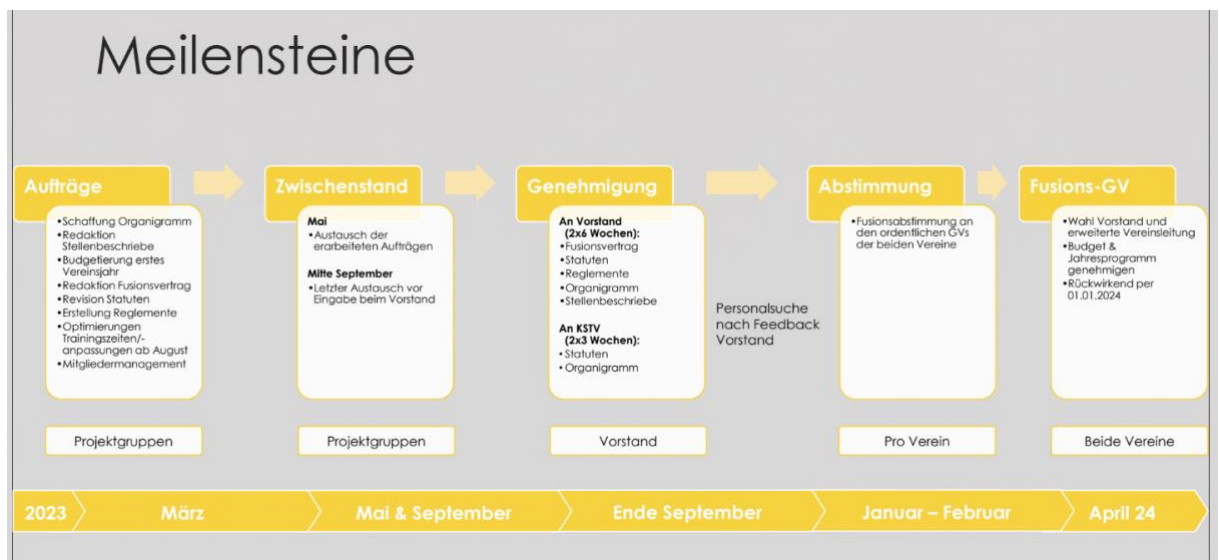 Meilensteine
Aufträge
•Schaffung Organigramm
•Redaktion
Stellenbeschriebe
•Budgetierung erstes
Vereinsjahr
•Redaktion Fusionsvertrag
•Revision Statuten
•Erstellung Reglemente
•Optimierungen
Trainingszeiten/-
anpassungen ab August
•Mitgliedermanagement
Projektgruppen
Zwischenstand
Mai
•Austausch der
erarbeiteten Aufträgen
Mitte September
•Letzter Austausch vor
Eingabe beim Vorstand
Projektgruppen
Genehmigung
An Vorstand
(2x6 Wochen):
•Fusionsvertrag
•Statuten
•Reglemente
•Organigramm
•Stellenbeschriebe
An KSTV
(2x3 Wochen):
•Statuten
•Organigramm
Vorstand
Personalsuche
nach Feedback
Vorstand
Abstimmung
•Fusionsabstimmung an
den ordentlichen GVs
der beiden Vereine
Pro Verein
Fusions-GV
•Wahl Vorstand und
erweiterte Vereinsleitung
•Budget &
Jahresprogramm
genehmigen
•Rückwirkend per
01.01.2024
Beide Vereine
2023
März
Mai & September
Ende September
Januar – Februar
April 24